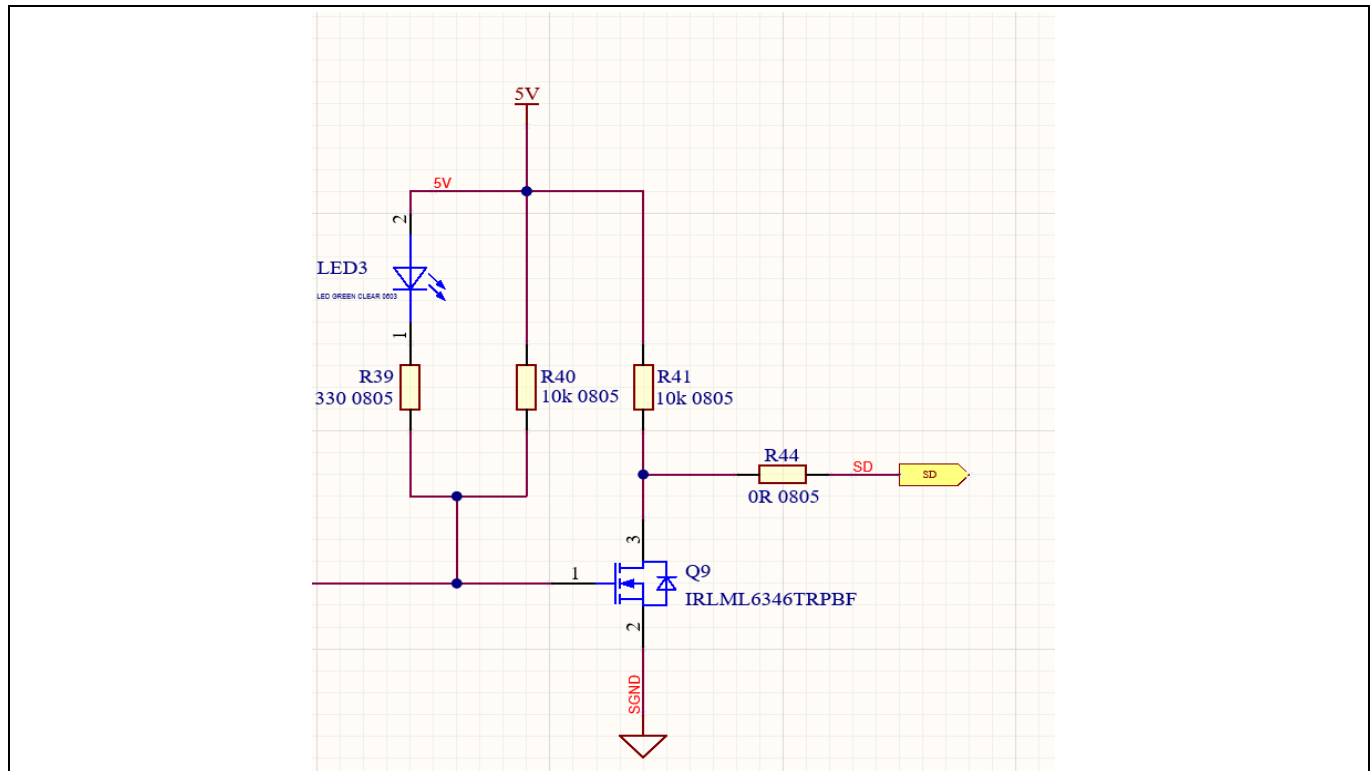 5V
5V
2
LED3
LED GREEN CLEAR 0603
1
R39
330 0805
R40
10k 0805
R41
10k 0805
R44
0R 0805
SD
SD
3
1
Q9
IRLML6346TRPBF
2
SGND